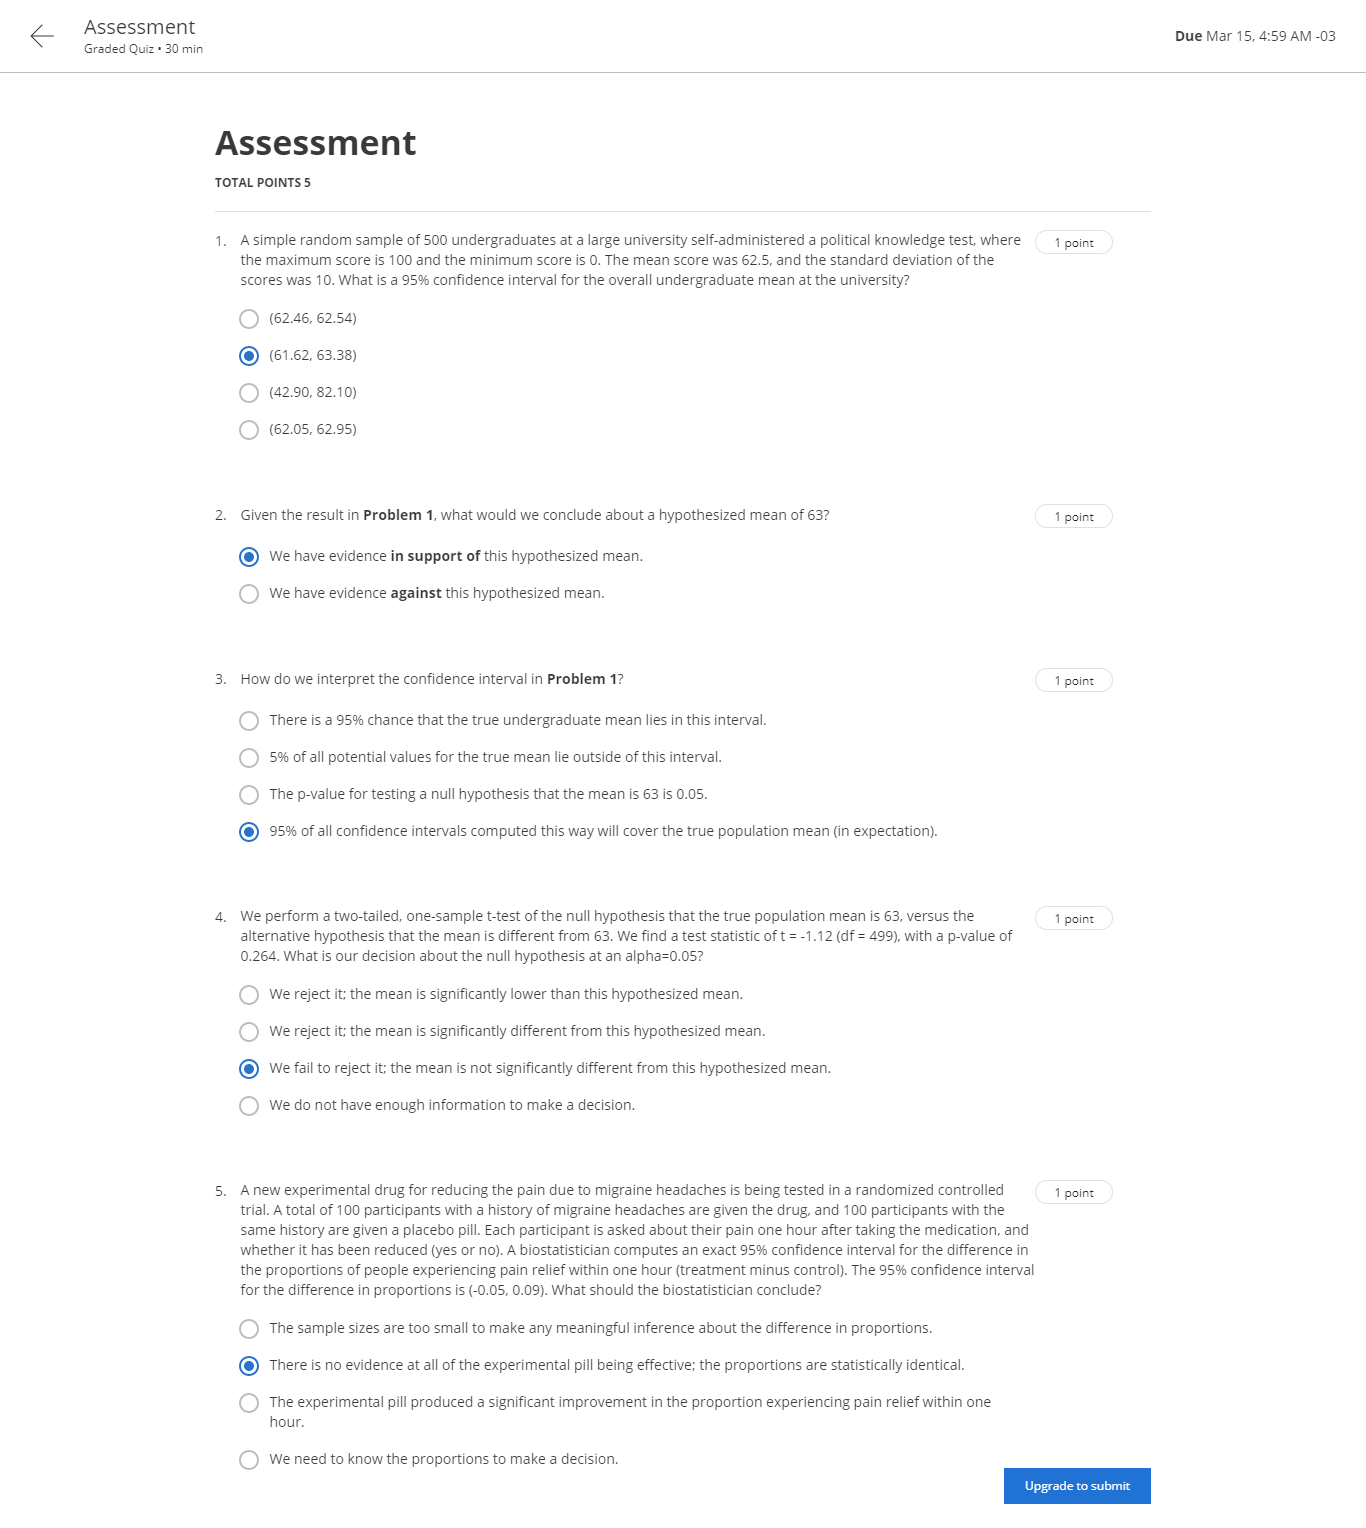 Assessment
Graded Quiz • 30 min
Due Mar 15, 4:59 AM -03
Assessment
TOTAL POINTS 5
1. A simple random sample of 500 undergraduates at a large university self-administered a political knowledge test, where
the maximum score is 100 and the minimum score is 0. The mean score was 62.5, and the standard deviation of the
scores was 10. What is a 95% confidence interval for the overall undergraduate mean at the university?
1 point
(62.46, 62.54)
(61.62, 63.38)
(42.90, 82.10)
(62.05, 62.95)
2. Given the result in Problem 1, what would we conclude about a hypothesized mean of 63?
1 point
We have evidence in support of this hypothesized mean.
We have evidence against this hypothesized mean.
3. How do we interpret the confidence interval in Problem 1?
1 point
There is a 95% chance that the true undergraduate mean lies in this interval.
5% of all potential values for the true mean lie outside of this interval.
The p-value for testing a null hypothesis that the mean is 63 is 0.05.
95% of all confidence intervals computed this way will cover the true population mean (in expectation).
4. We perform a two-tailed, one-sample t-test of the null hypothesis that the true population mean is 63, versus the
alternative hypothesis that the mean is different from 63. We find a test statistic of t = -1.12 (df = 499), with a p-value of
0.264. What is our decision about the null hypothesis at an alpha=0.05?
1 point
We reject it; the mean is significantly lower than this hypothesized mean.
We reject it; the mean is significantly different from this hypothesized mean.
We fail to reject it; the mean is not significantly different from this hypothesized mean.
We do not have enough information to make a decision.
5. A new experimental drug for reducing the pain due to migraine headaches is being tested in a randomized controlled
trial. A total of 100 participants with a history of migraine headaches are given the drug, and 100 participants with the
same history are given a placebo pill. Each participant is asked about their pain one hour after taking the medication, and
whether it has been reduced (yes or no). A biostatistician computes an exact 95% confidence interval for the difference in
the proportions of people experiencing pain relief within one hour (treatment minus control). The 95% confidence interval
for the difference in proportions is (-0.05, 0.09). What should the biostatistician conclude?
1 point
The sample sizes are too small to make any meaningful inference about the difference in proportions.
There is no evidence at all of the experimental pill being effective; the proportions are statistically identical.
The experimental pill produced a significant improvement in the proportion experiencing pain relief within one
hour.
We need to know the proportions to make a decision.
Upgrade to submit